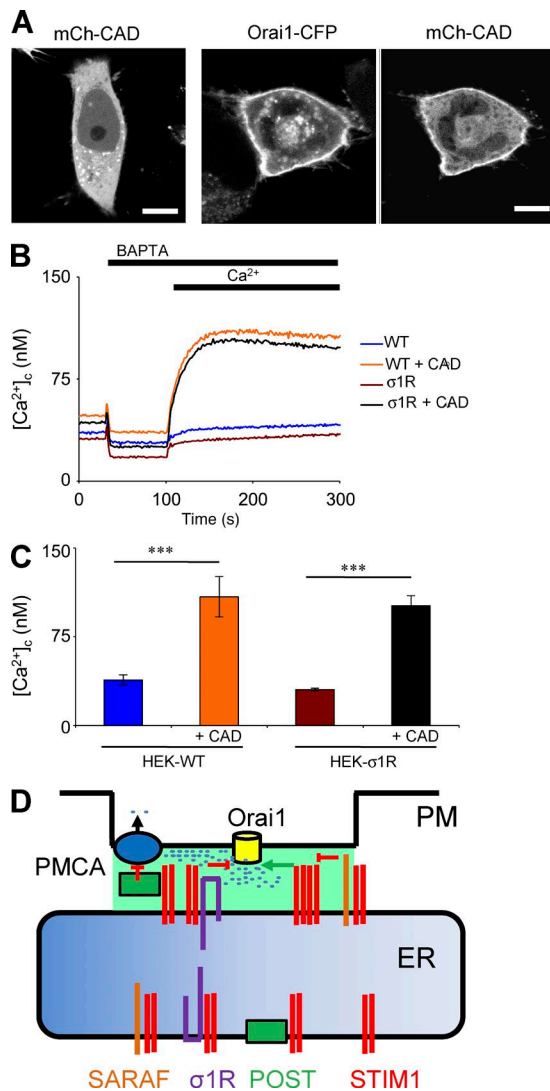 A
mCh-CAD
Orai1-CFP
mCh-CAD
B
BAPTA
Ca²⁺
150
75
0
[Ca²⁺]c (nM)
0
100
200
300
Time (s)
WT
WT + CAD
σ1R
σ1R + CAD
C
***
***
150
75
0
[Ca²⁺]c (nM)
+ CAD
+ CAD
HEK-WT
HEK-σ1R
D
Orai1
PM
PMCA
ER
SARAF σ1R POST STIM1